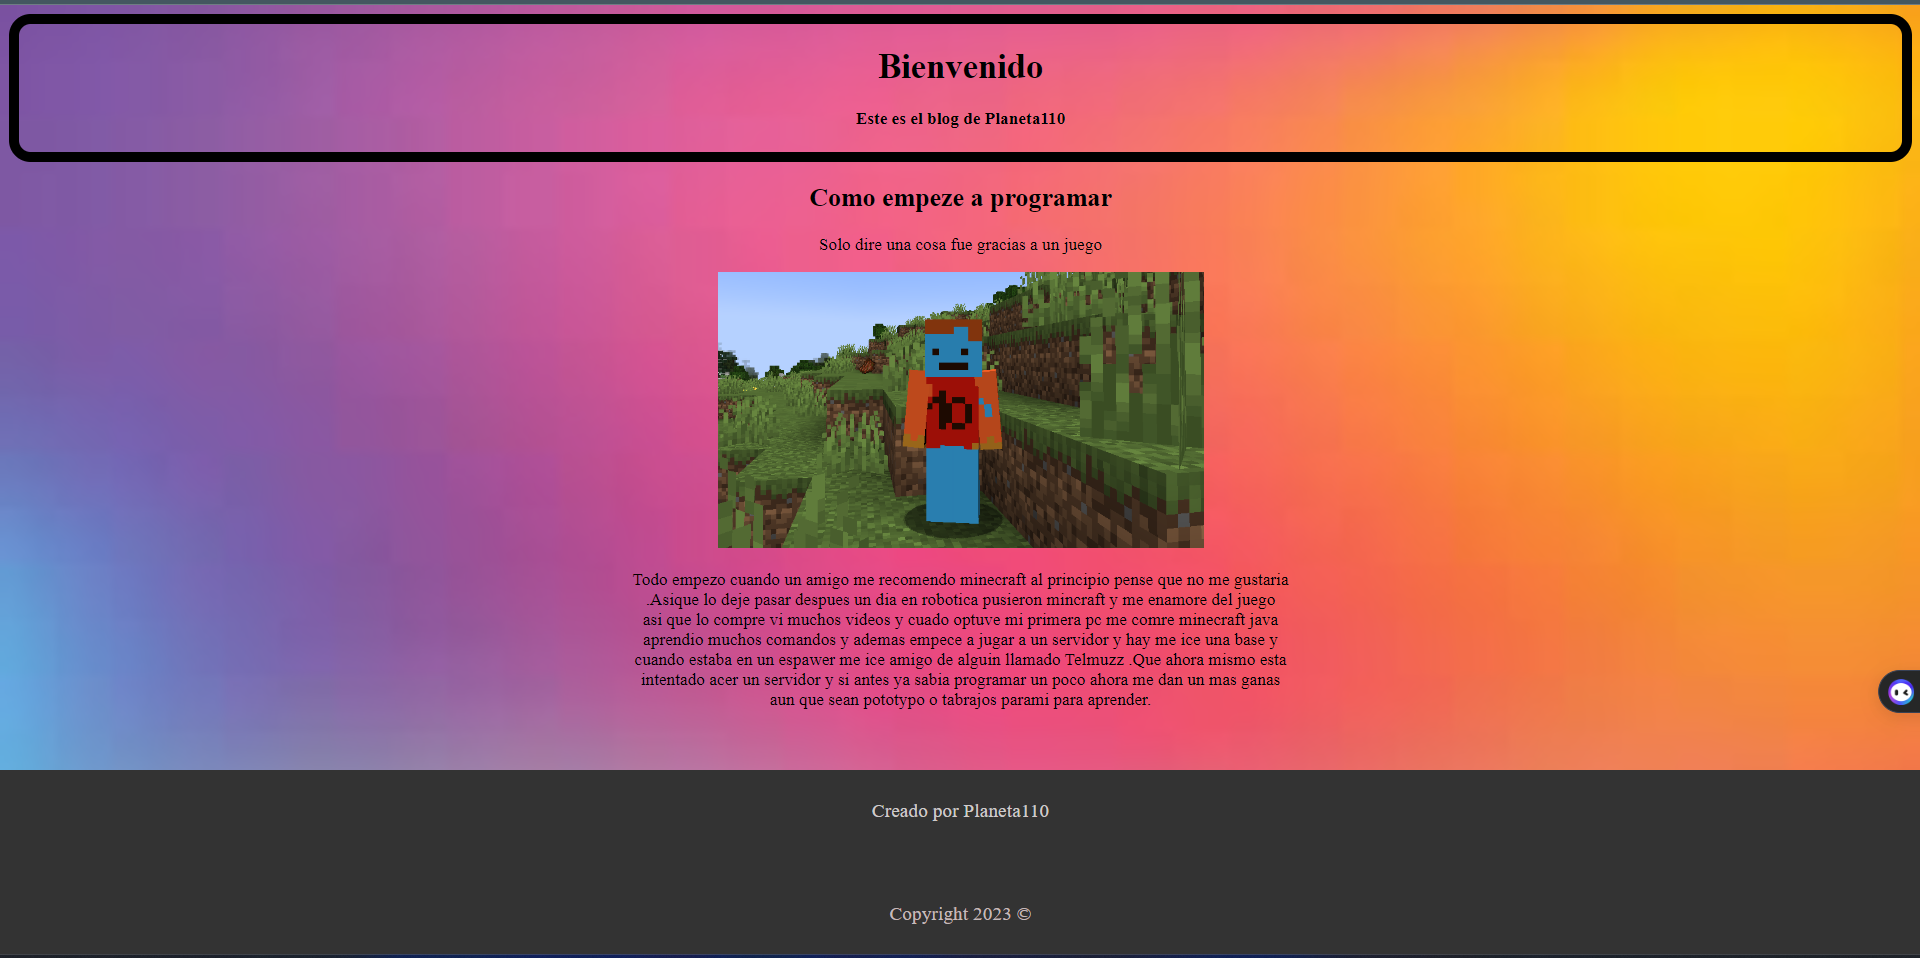 Bienvenido
Este es el blog de Planeta110
Como empeze a programar
Solo dire una cosa fue gracias a un juego
10
Todo empezo cuando un amigo me recomendo minecraft al principio pense que no me gustaria
.Asique lo deje pasar despues un dia en robotica pusieron mincraft y me enamore del juego
asi que lo compre vi muchos videos y cuado optuve mi primera pc me comre minecraft java
aprendio muchos comandos y ademas empece a jugar a un servidor y hay me ice una base y
cuando estaba en un espawer me ice amigo de alguin llamado Telmuzz .Que ahora mismo esta
intentado acer un servidor y si antes ya sabia programar un poco ahora me dan un mas ganas
aun que sean pototypo o tabrajos parami para aprender.
Creado por Planeta110
Copyright 2023 ©